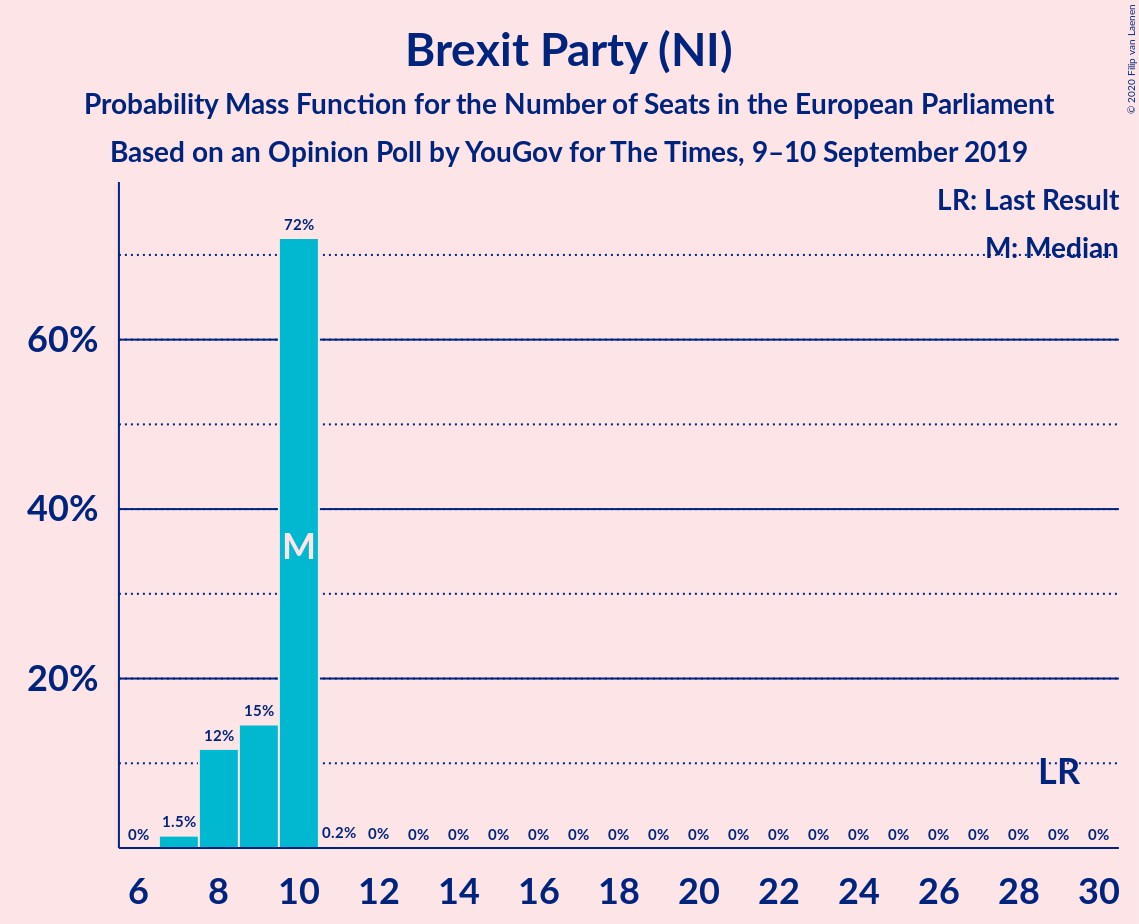 Brexit Party (NI)
Probability Mass Function for the Number of Seats in the European Parliament
Based on an Opinion Poll by YouGov for The Times, 9–10 September 2019
© 2020 Filip van Laenen
LR: Last Result
M: Median
72%
60%
40%
M
20%
15%
12%
LR
0% 1.5% 0.2% 0% 0% 0% 0% 0% 0% 0% 0% 0% 0% 0% 0% 0% 0% 0% 0% 0% 0%
6 8 10 12 14 16 18 20 22 24 26 28 30